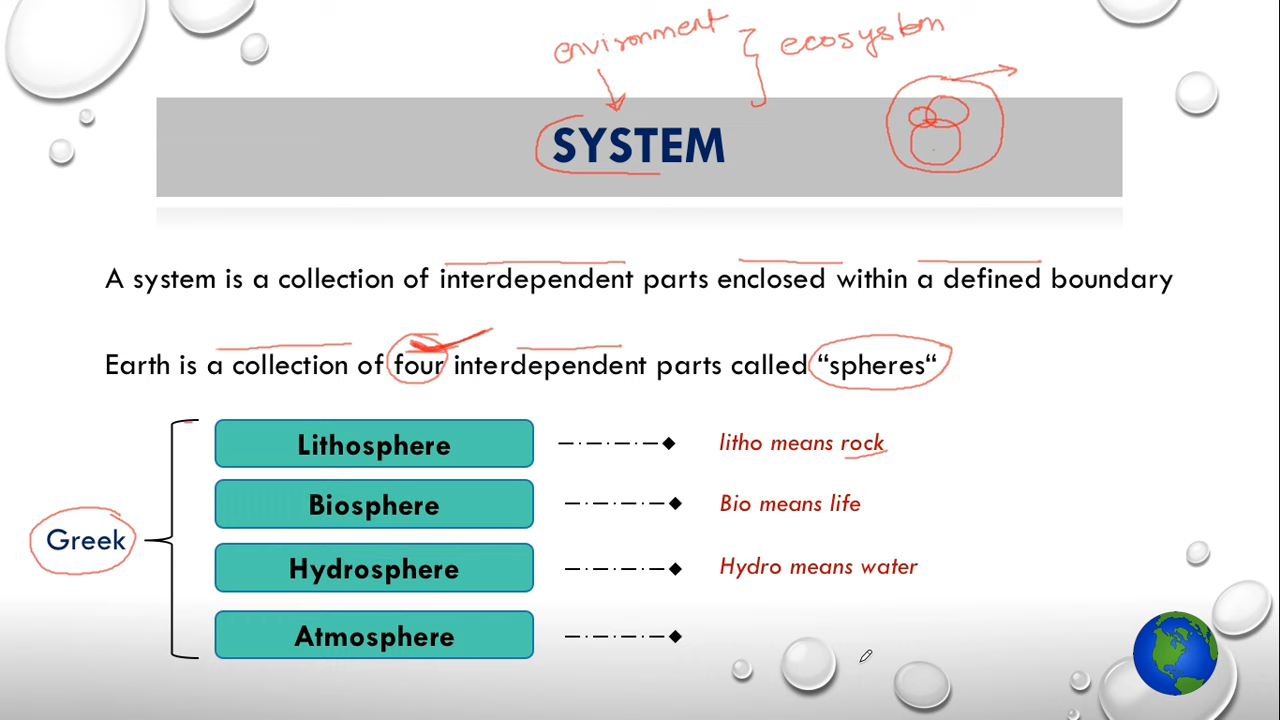 environment
ecosystem
SYSTEM
A system is a collection of interdependent parts enclosed within a defined boundary
Earth is a collection of four interdependent parts called “spheres“
Lithosphere
litho means rock
Biosphere
Bio means life
Greek
Hydrosphere
Hydro means water
Atmosphere